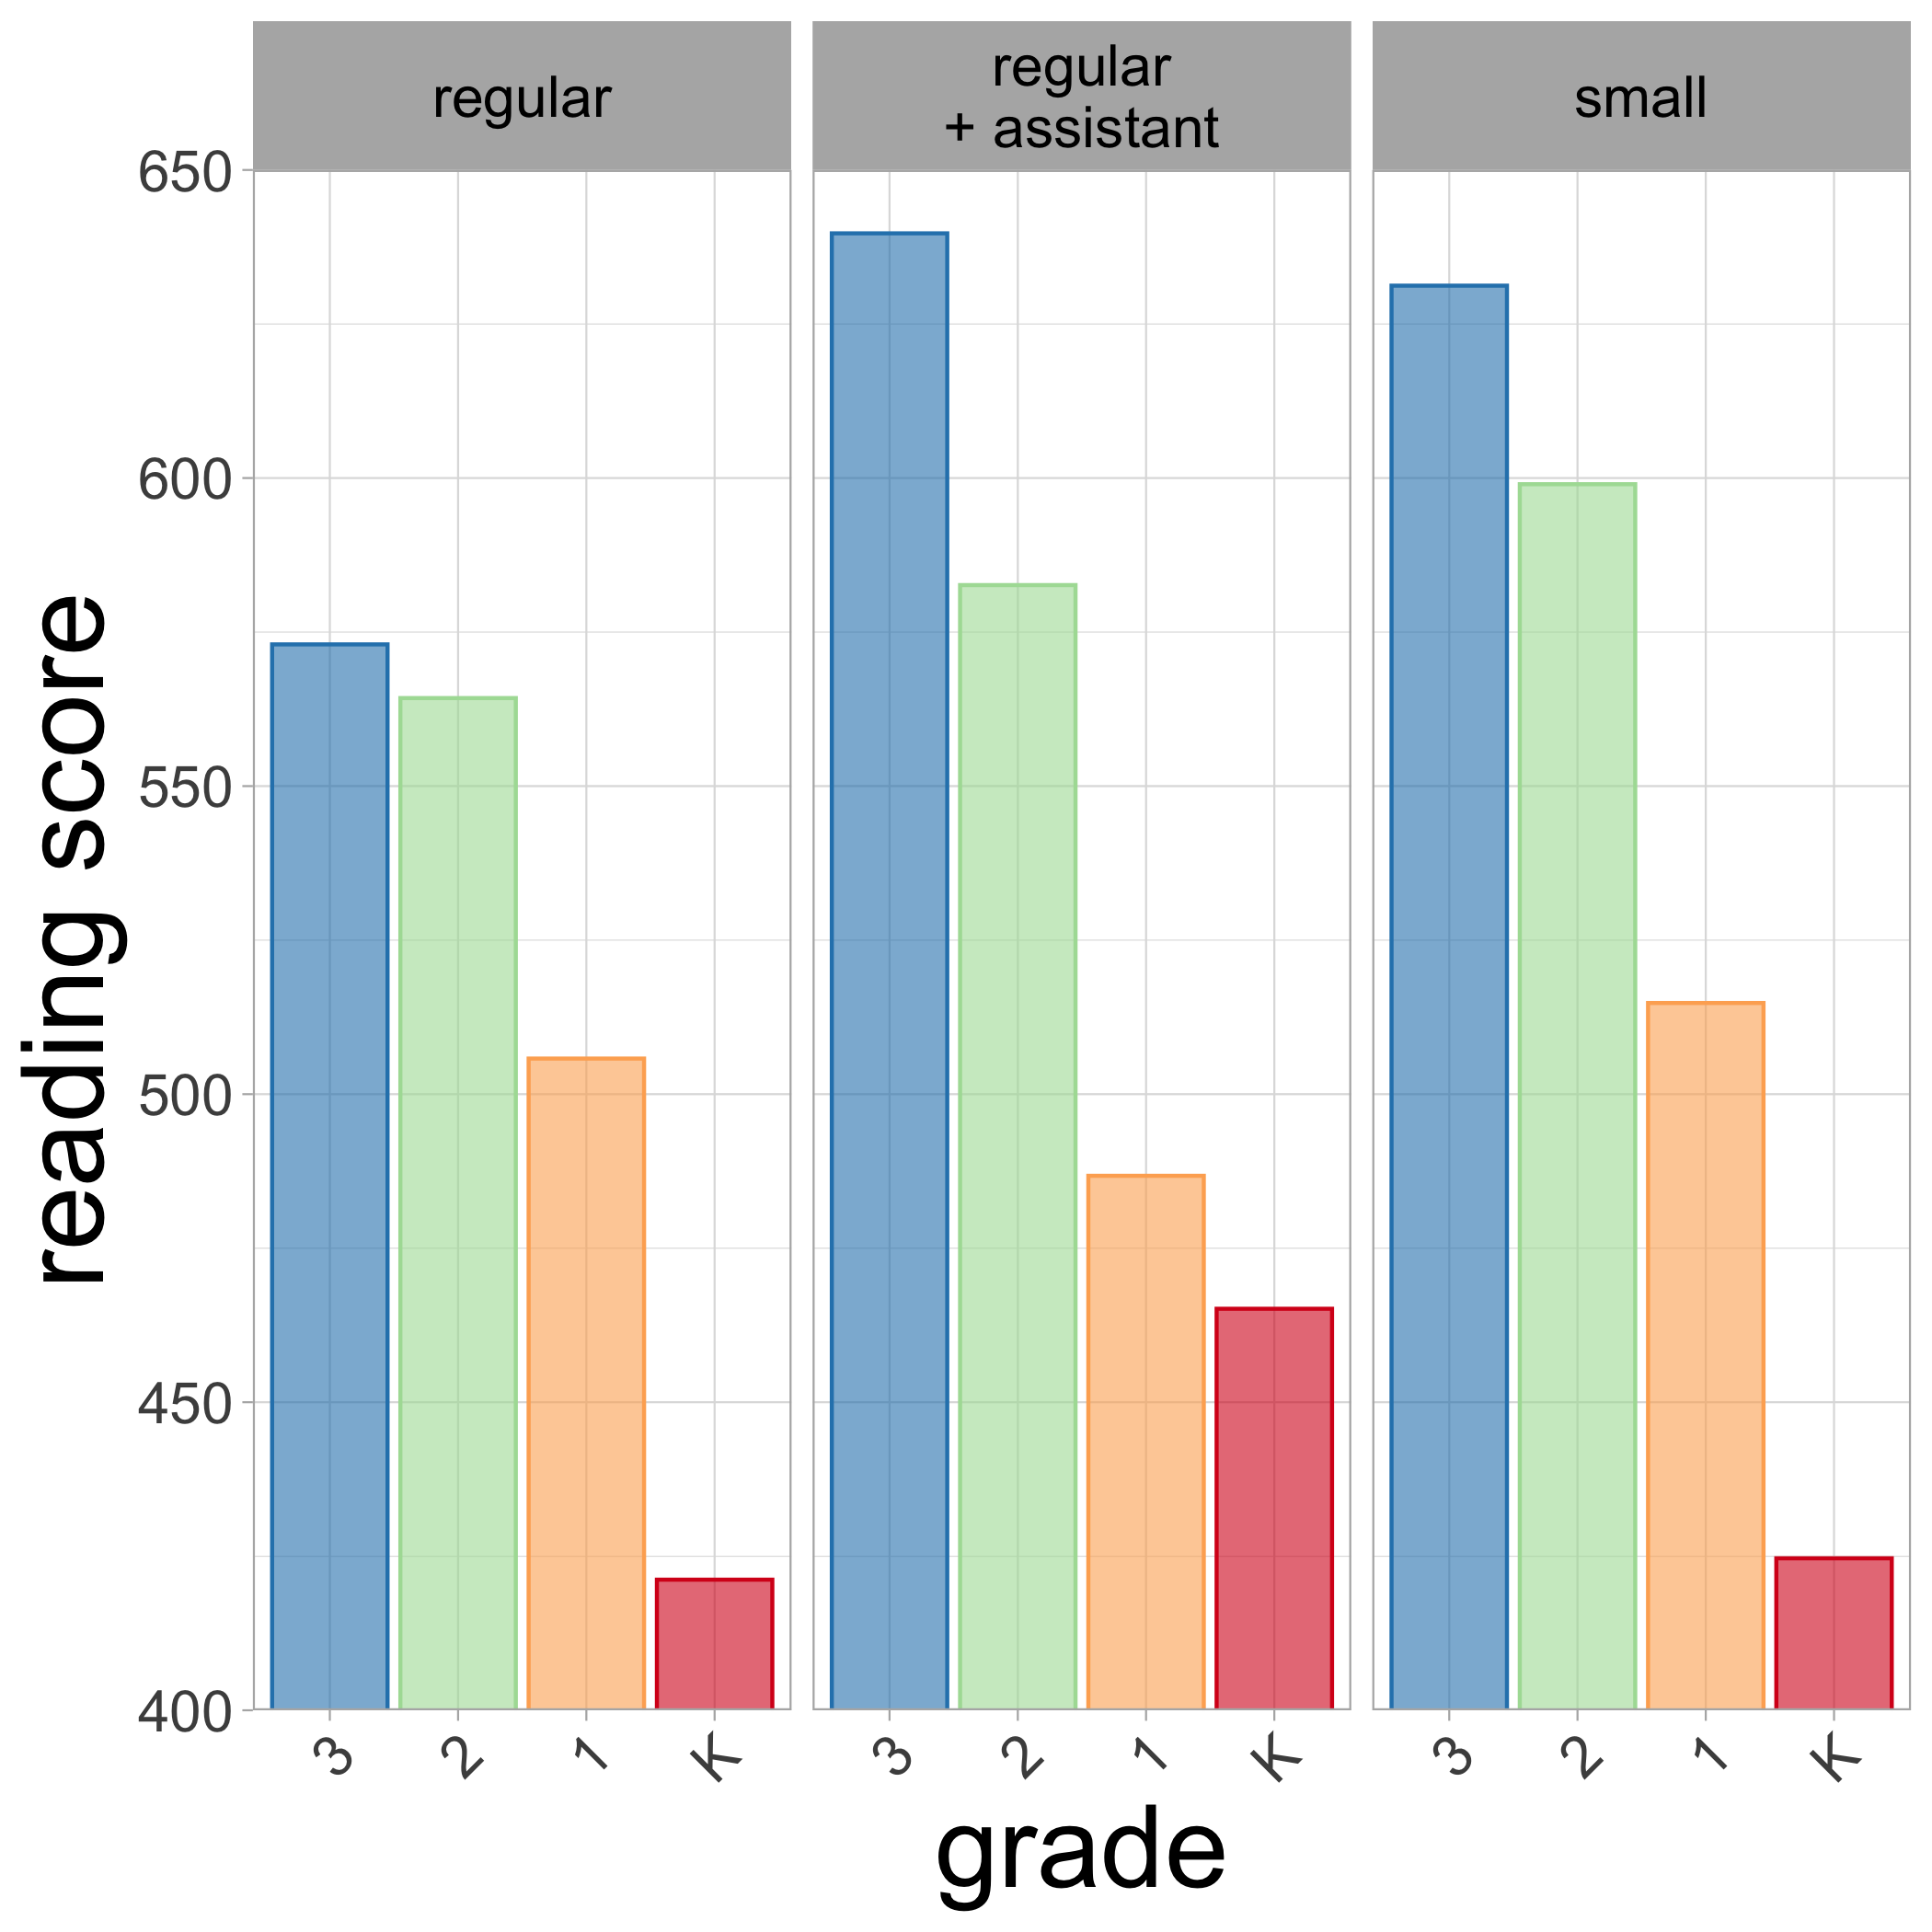 regular
regular
+ assistant
small
650
600
550
500
450
400
reading score
3 2 1 K
3 2 1 K
3 2 1 K
grade